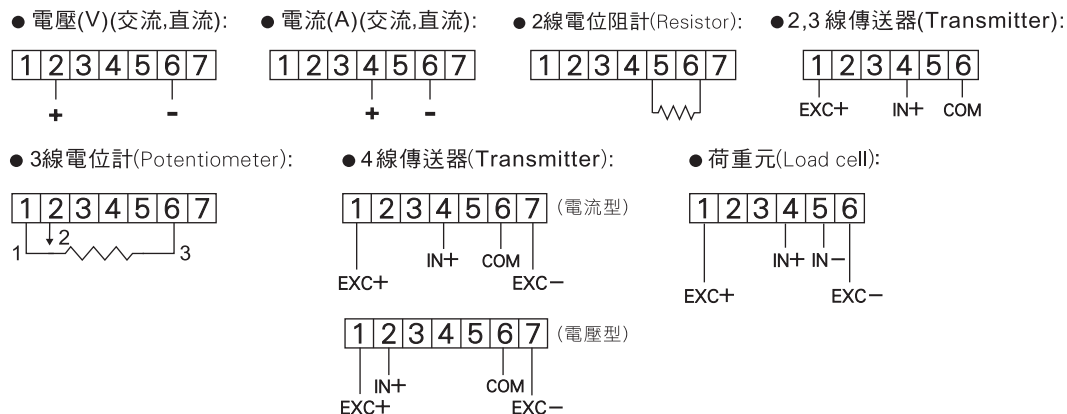 ● 電壓(V)(交流,直流):
1 2 3 4 5 6 7
+ -
● 電流(A)(交流,直流):
1 2 3 4 5 6 7
+ -
● 2線電位阻計(Resistor):
1 2 3 4 5 6 7
● 2,3 線傳送器(Transmitter):
1 2 3 4 5 6
EXC+ IN+ COM
● 3線電位計(Potentiometer):
1 2 3 4 5 6 7
2
1 3
● 4線傳送器(Transmitter):
1 2 3 4 5 6 7 (電流型)
IN+ COM
EXC+ EXC-
1 2 3 4 5 6 7 (電壓型)
IN+ COM
EXC+ EXC-
● 荷重元(Load cell):
1 2 3 4 5 6
IN+ IN-
EXC+ EXC-